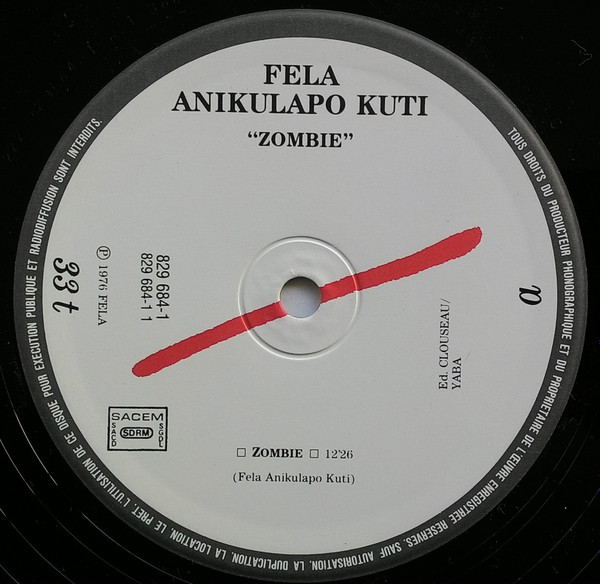 FELA
ANIKULAPO KUTI
“ZOMBIE”
33 t
℗ 1976 FELA
829 684-1
829 684-1 1
a
Ed. CLOUSEAU/
YABA
SACEM
SACD
SDRM
SGDL
□ ZOMBIE □ 12'26
(Fela Anikulapo Kuti)
TOUS DROITS DU PRODUCTEUR PHONOGRAPHIQUE ET DU PROPRIETAIRE DE L'ŒUVRE ENREGISTREE RESERVES. SAUF AUTORISATION, LA DUPLICATION, LA LOCATION, LE PRET, L'UTILISATION DE CE DISQUE POUR EXECUTION PUBLIQUE ET RADIODIFFUSION SONT INTERDITS.